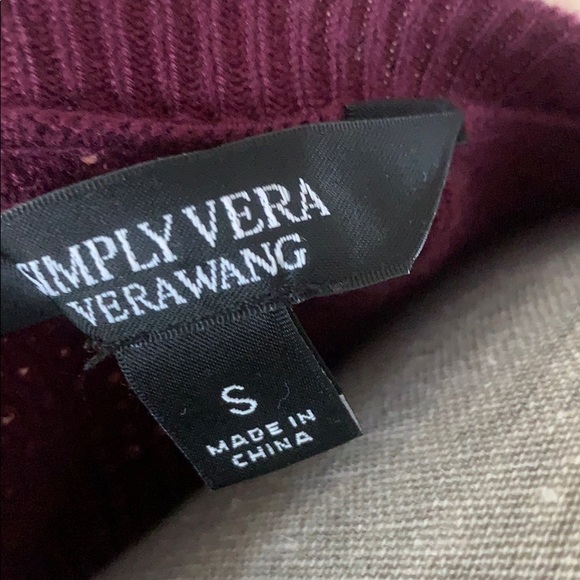 SIMPLY VERA
VERAWANG
S
MADE IN
CHINA